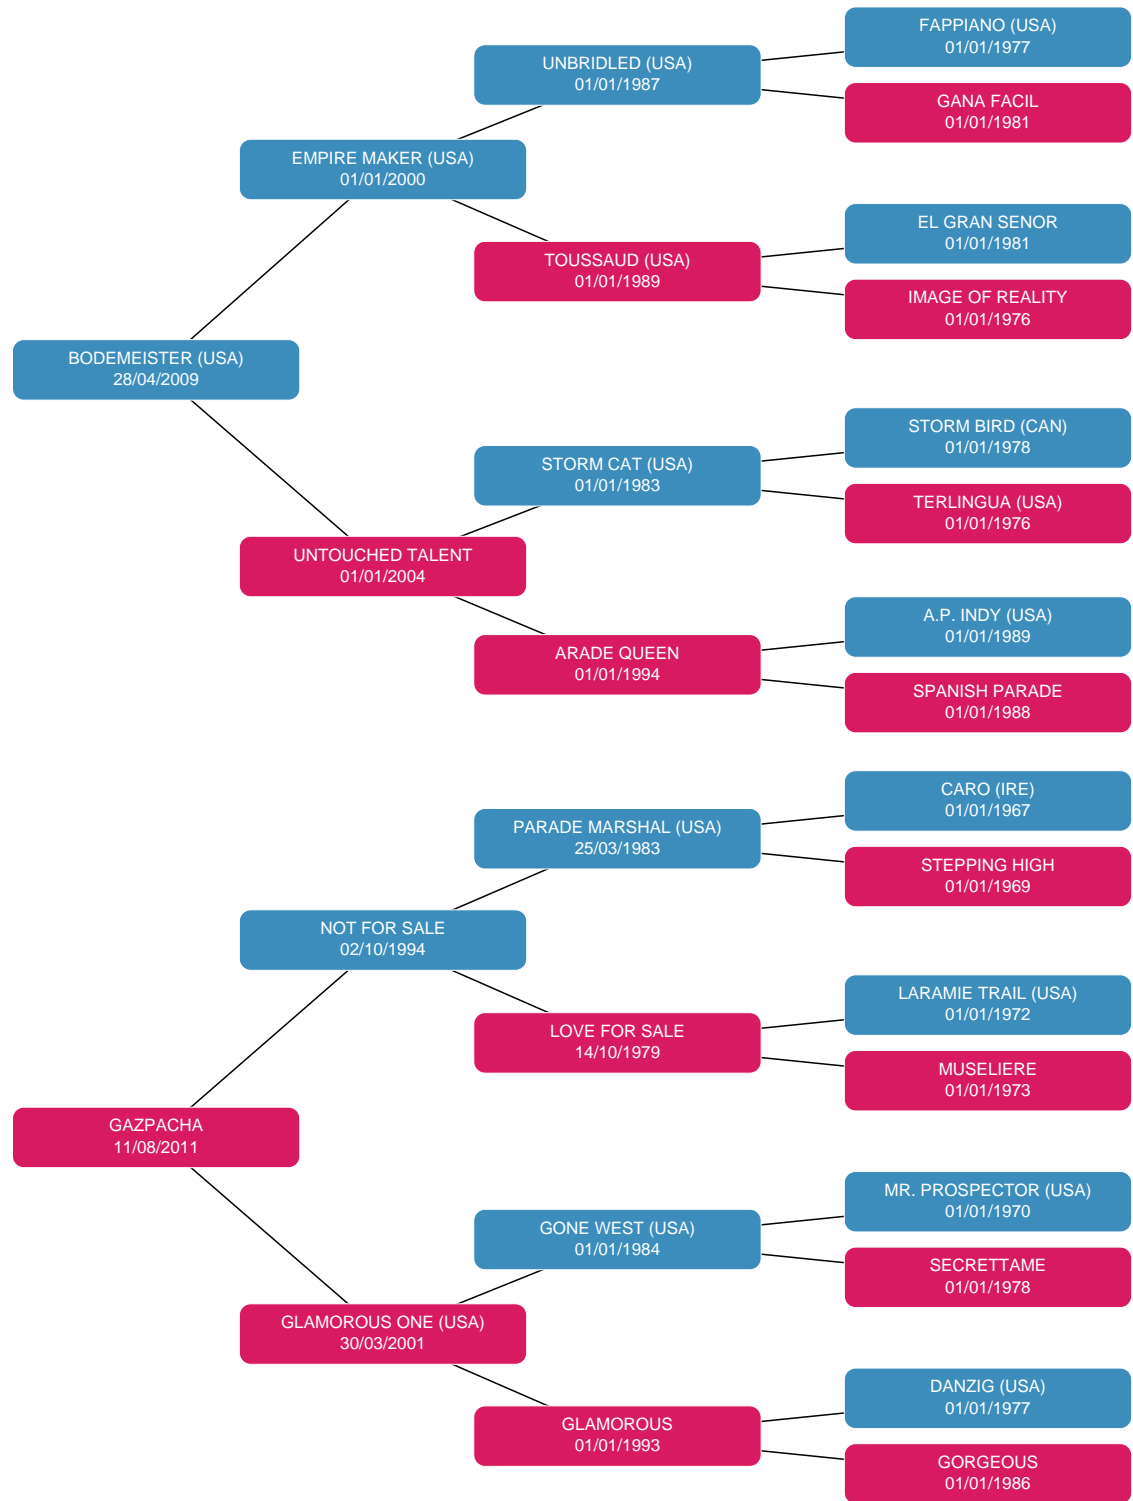 FAPPIANO (USA)
01/01/1977
UNBRIDLED (USA)
01/01/1987
GANA FACIL
01/01/1981
EMPIRE MAKER (USA)
01/01/2000
EL GRAN SENOR
01/01/1981
TOUSSAUD (USA)
01/01/1989
IMAGE OF REALITY
01/01/1976
BODEMEISTER (USA)
28/04/2009
STORM BIRD (CAN)
01/01/1978
STORM CAT (USA)
01/01/1983
TERLINGUA (USA)
01/01/1976
UNTOUCHED TALENT
01/01/2004
A.P. INDY (USA)
01/01/1989
ARADE QUEEN
01/01/1994
SPANISH PARADE
01/01/1988
CARO (IRE)
01/01/1967
PARADE MARSHAL (USA)
25/03/1983
STEPPING HIGH
01/01/1969
NOT FOR SALE
02/10/1994
LARAMIE TRAIL (USA)
01/01/1972
LOVE FOR SALE
14/10/1979
MUSELIERE
01/01/1973
GAZPACHA
11/08/2011
MR. PROSPECTOR (USA)
01/01/1970
GONE WEST (USA)
01/01/1984
SECRETTAME
01/01/1978
GLAMOROUS ONE (USA)
30/03/2001
DANZIG (USA)
01/01/1977
GLAMOROUS
01/01/1993
GORGEOUS
01/01/1986